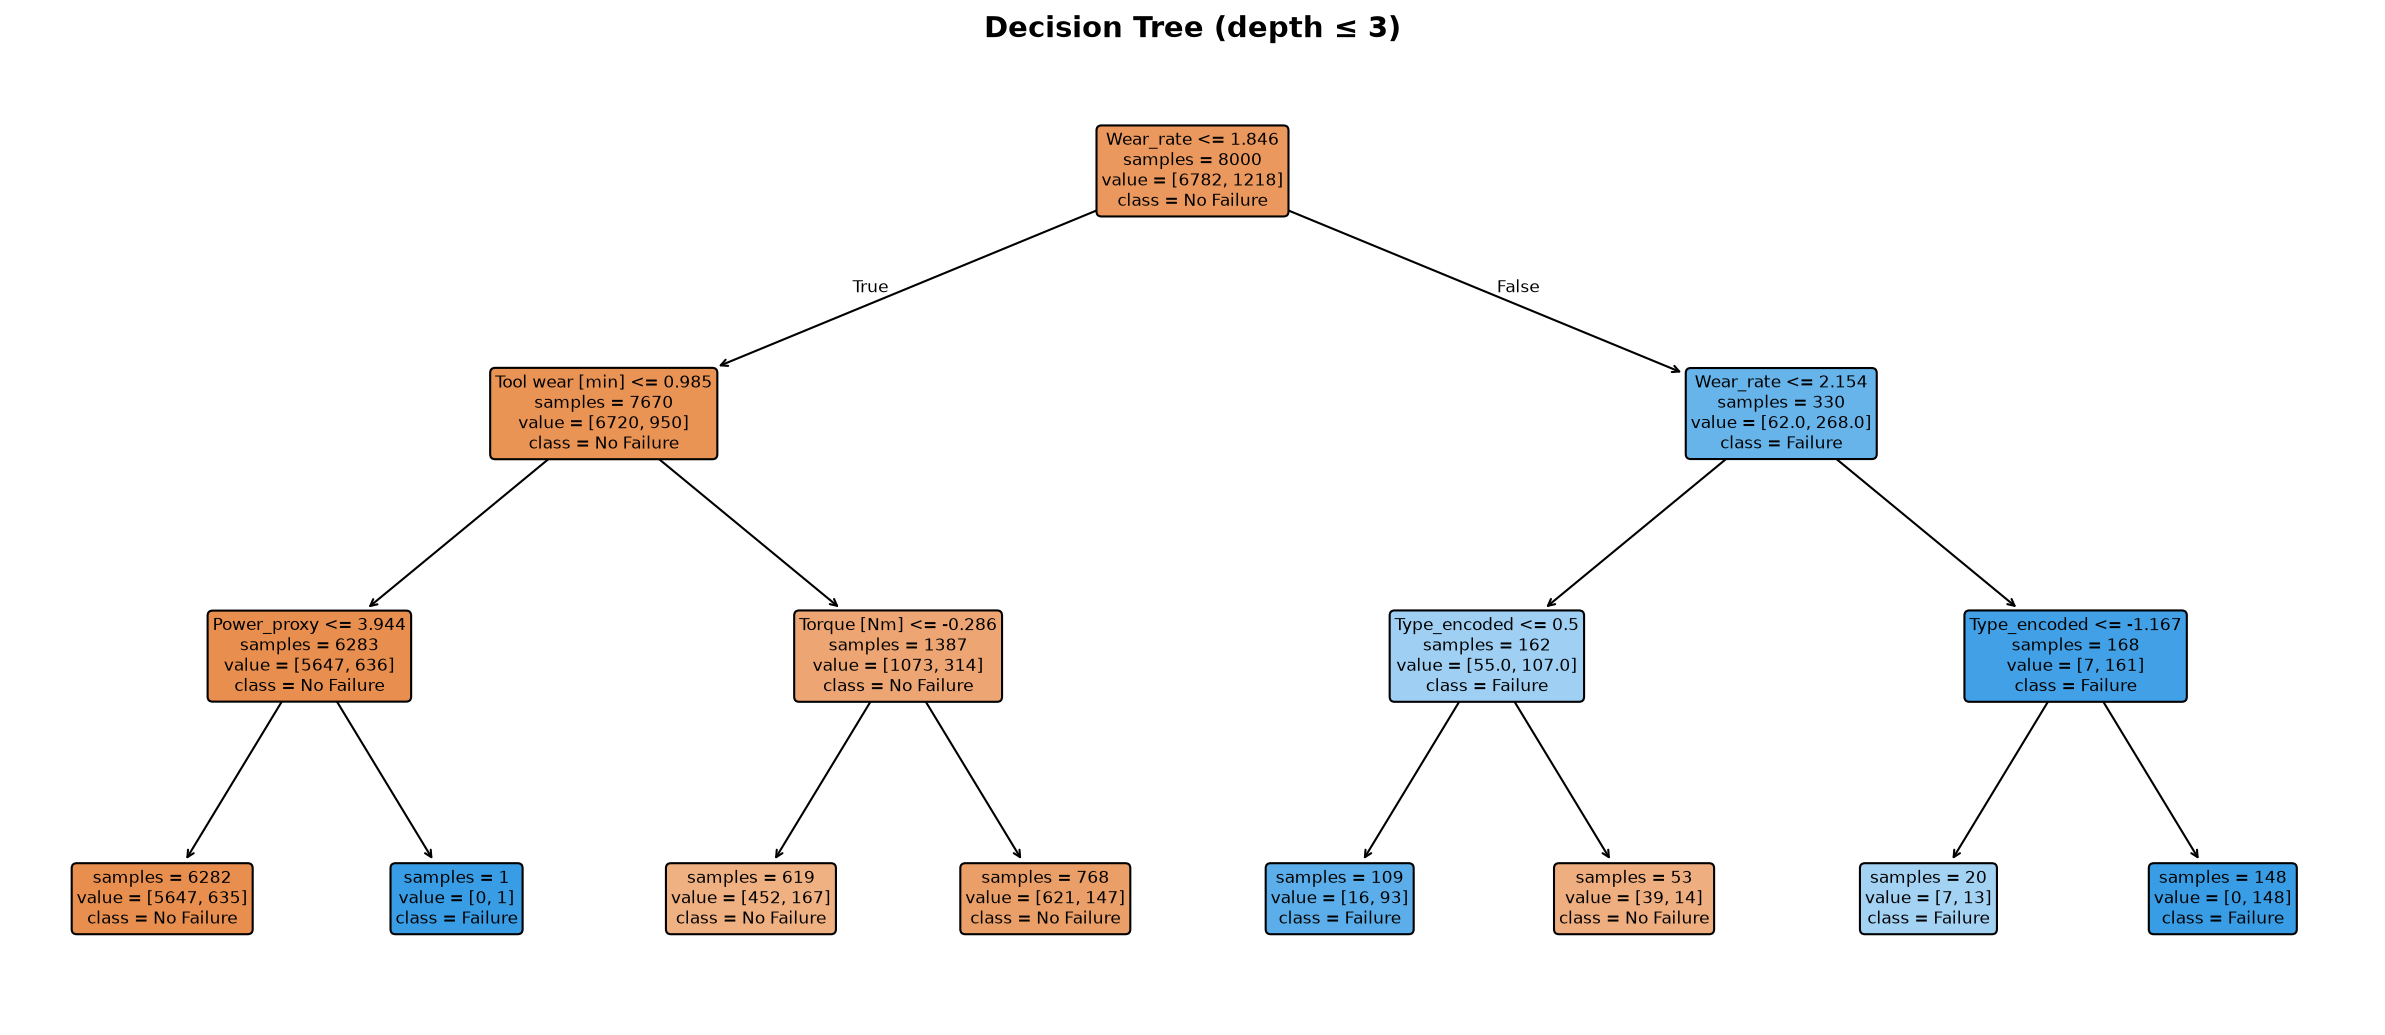 Decision Tree (depth ≤ 3)
Wear_rate <= 1.846
samples = 8000
value = [6782, 1218]
class = No Failure
True
False
Tool wear [min] <= 0.985
samples = 7670
value = [6720, 950]
class = No Failure
Wear_rate <= 2.154
samples = 330
value = [62.0, 268.0]
class = Failure
Power_proxy <= 3.944
samples = 6283
value = [5647, 636]
class = No Failure
Torque [Nm] <= -0.286
samples = 1387
value = [1073, 314]
class = No Failure
Type_encoded <= 0.5
samples = 162
value = [55.0, 107.0]
class = Failure
Type_encoded <= -1.167
samples = 168
value = [7, 161]
class = Failure
samples = 6282
value = [5647, 635]
class = No Failure
samples = 1
value = [0, 1]
class = Failure
samples = 619
value = [452, 167]
class = No Failure
samples = 768
value = [621, 147]
class = No Failure
samples = 109
value = [16, 93]
class = Failure
samples = 53
value = [39, 14]
class = No Failure
samples = 20
value = [7, 13]
class = Failure
samples = 148
value = [0, 148]
class = Failure